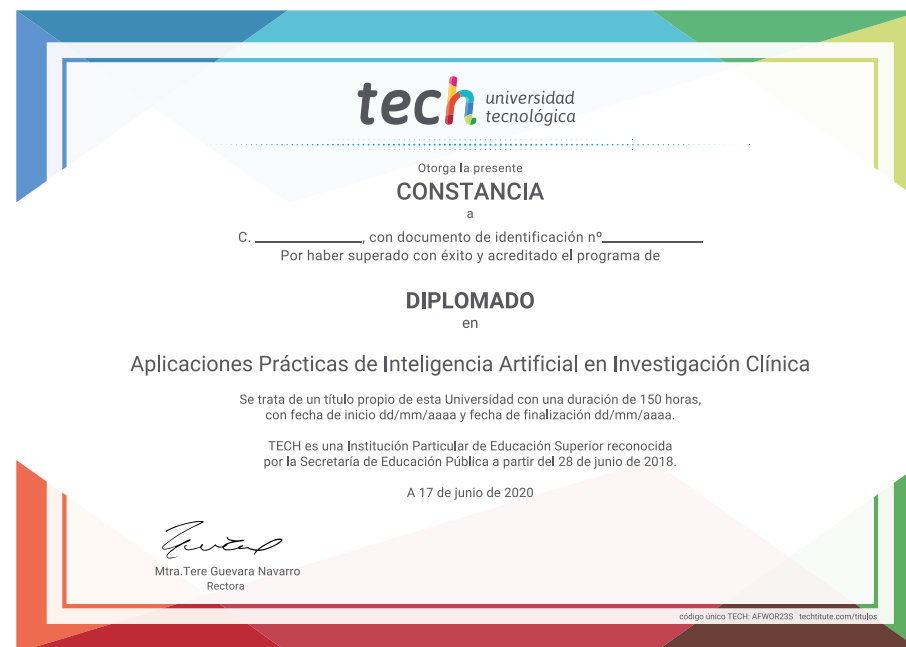 tech universidad
tecnológica
Otorga la presente
CONSTANCIA
a
C. ____________, con documento de identificación nº____________
Por haber superado con éxito y acreditado el programa de
DIPLOMADO
en
Aplicaciones Prácticas de Inteligencia Artificial en Investigación Clínica
Se trata de un título propio de esta Universidad con una duración de 150 horas,
con fecha de inicio dd/mm/aaaa y fecha de finalización dd/mm/aaaa.
TECH es una Institución Particular de Educación Superior reconocida
por la Secretaría de Educación Pública a partir del 28 de junio de 2018.
A 17 de junio de 2020
Mtra.Tere Guevara Navarro
Rectora
código único TECH: AFWOR23S techtitute.com/titulos